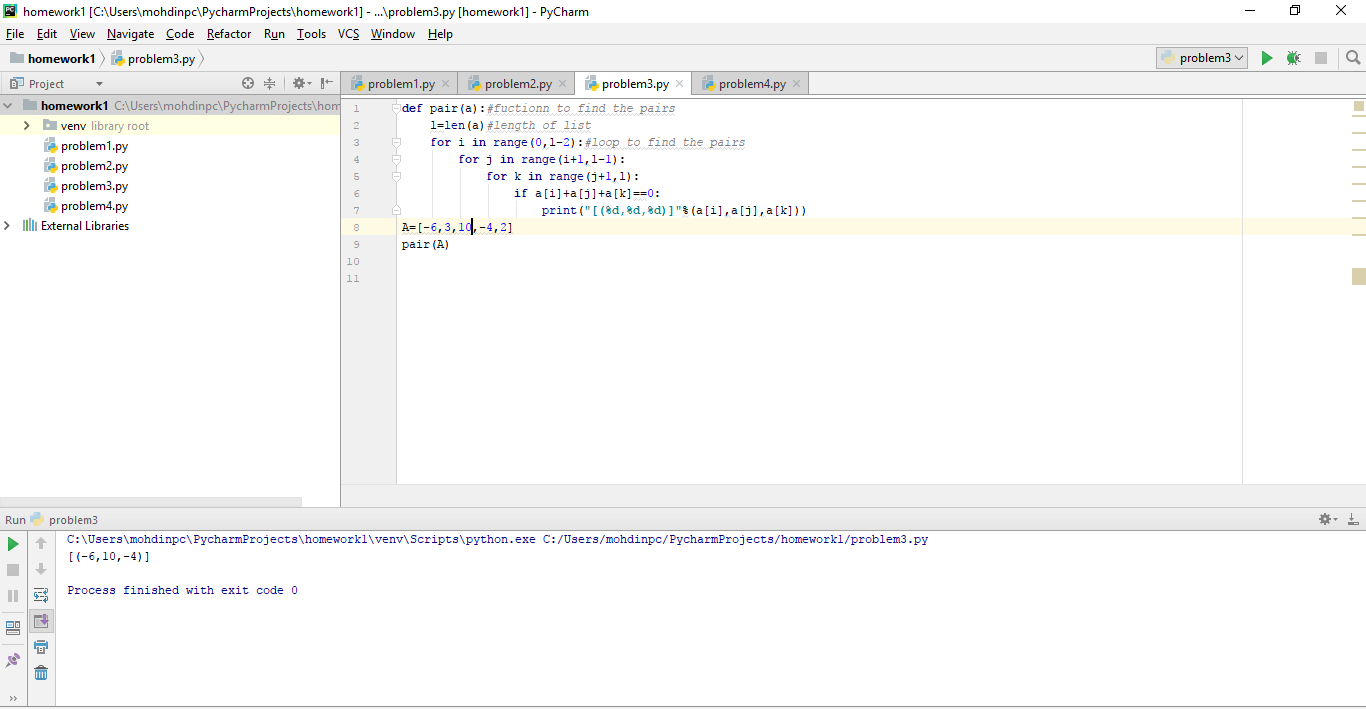 homework1 [C:\Users\mohdinpc\PycharmProjects\homework1] - ...\problem3.py [homework1] - PyCharm
File Edit View Navigate Code Refactor Run Tools VCS Window Help
homework1 problem3.py problem3
Project problem1.py problem2.py problem3.py problem4.py
homework1 C:\Users\mohdinpc\PycharmProjects\hom
venv library root
problem1.py
problem2.py
problem3.py
problem4.py
External Libraries
1 def pair(a):#fuctionn to find the pairs
2 l=len(a)#length of list
3 for i in range(0,l-2):#loop to find the pairs
4 for j in range(i+1,l-1):
5 for k in range(j+1,l):
6 if a[i]+a[j]+a[k]==0:
7 print("[(%d,%d,%d)]"%(a[i],a[j],a[k]))
8 A=[-6,3,10,-4,2]
9 pair(A)
10
11
Run problem3
C:\Users\mohdinpc\PycharmProjects\homework1\venv\Scripts\python.exe C:/Users/mohdinpc/PycharmProjects/homework1/problem3.py
[(-6,10,-4)]
Process finished with exit code 0